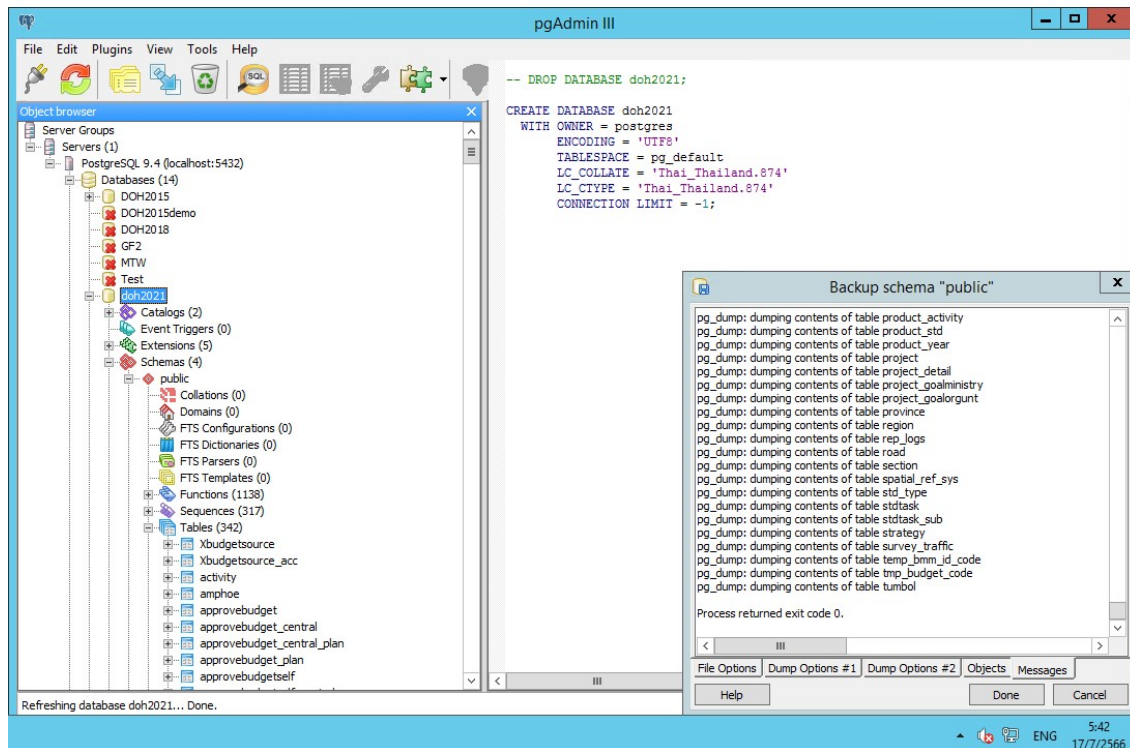 pgAdmin III
File Edit Plugins View Tools Help
SQL
Object browser
Server Groups
Servers (1)
PostgreSQL 9.4 (localhost:5432)
Databases (14)
DOH2015
DOH2015demo
DOH2018
GF2
MTW
Test
doh2021
Catalogs (2)
Event Triggers (0)
Extensions (5)
Schemas (4)
public
Collations (0)
Domains (0)
FTS Configurations (0)
FTS Dictionaries (0)
FTS Parsers (0)
FTS Templates (0)
Functions (1138)
Sequences (317)
Tables (342)
Xbudgetsource
Xbudgetsource_acc
activity
amphoe
approvebudget
approvebudget_central
approvebudget_central_plan
approvebudget_plan
approvebudgetself
-- DROP DATABASE doh2021;
CREATE DATABASE doh2021
WITH OWNER = postgres
ENCODING = 'UTF8'
TABLESPACE = pg_default
LC_COLLATE = 'Thai_Thailand.874'
LC_CTYPE = 'Thai_Thailand.874'
CONNECTION LIMIT = -1;
Backup schema "public"
pg_dump: dumping contents of table product_activity
pg_dump: dumping contents of table product_std
pg_dump: dumping contents of table product_year
pg_dump: dumping contents of table project
pg_dump: dumping contents of table project_detail
pg_dump: dumping contents of table project_goalministry
pg_dump: dumping contents of table project_goalorgunt
pg_dump: dumping contents of table province
pg_dump: dumping contents of table region
pg_dump: dumping contents of table rep_logs
pg_dump: dumping contents of table road
pg_dump: dumping contents of table section
pg_dump: dumping contents of table spatial_ref_sys
pg_dump: dumping contents of table std_type
pg_dump: dumping contents of table stdtask
pg_dump: dumping contents of table stdtask_sub
pg_dump: dumping contents of table strategy
pg_dump: dumping contents of table survey_traffic
pg_dump: dumping contents of table temp_bmm_id_code
pg_dump: dumping contents of table tmp_budget_code
pg_dump: dumping contents of table tumbol
Process returned exit code 0.
File Options Dump Options #1 Dump Options #2 Objects Messages
Help Done Cancel
Refreshing database doh2021... Done.
ENG
5:42
17/7/2566